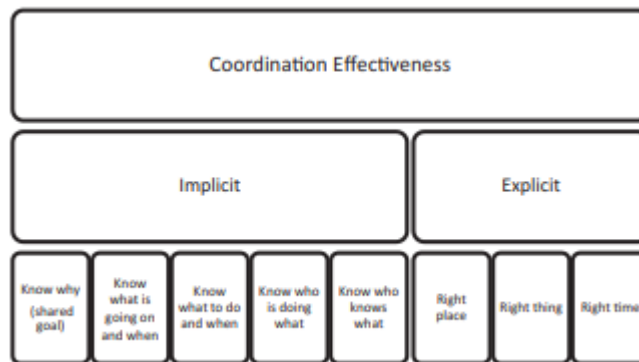 Coordination Effectiveness
Implicit
Explicit
Know why
(shared
goal)
Know
what is
going on
and when
Know
what to do
and when
Know who
is doing
what
Know who
knows
what
Right
place
Right thing
Right time